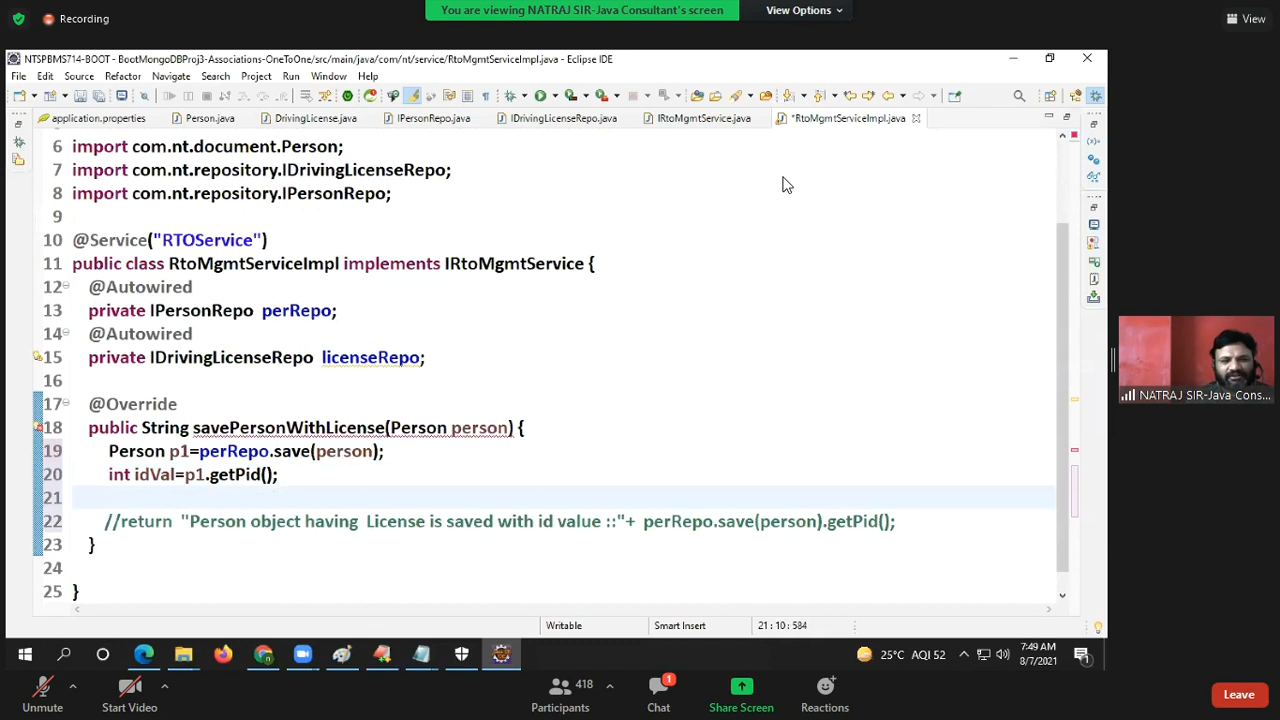 Recording
You are viewing NATRAJ SIR-Java Consultant's screen
View Options
View
NTSPBMS714-BOOT - BootMongoDBProj3-Associations-OneToOne/src/main/java/com/nt/service/RtoMgmtServiceImpl.java - Eclipse IDE
File Edit Source Refactor Navigate Search Project Run Window Help
application.properties Person.java DrivingLicense.java IPersonRepo.java IDrivingLicenseRepo.java IRtoMgmtService.java *RtoMgmtServiceImpl.java
6 import com.nt.document.Person;
7 import com.nt.repository.IDrivingLicenseRepo;
8 import com.nt.repository.IPersonRepo;
9
10 @Service("RTOService")
11 public class RtoMgmtServiceImpl implements IRtoMgmtService {
12 @Autowired
13 private IPersonRepo perRepo;
14 @Autowired
15 private IDrivingLicenseRepo licenseRepo;
16
17 @Override
18 public String savePersonWithLicense(Person person) {
19 Person p1=perRepo.save(person);
20 int idVal=p1.getPid();
21
22 //return "Person object having License is saved with id value ::"+ perRepo.save(person).getPid();
23 }
24
25 }
Writable Smart Insert 21 : 10 : 584
NATRAJ SIR-Java Cons...
25°C AQI 52
7:49 AM
8/7/2021
1
Unmute
Start Video
418
Participants
1
Chat
Share Screen
Reactions
Leave